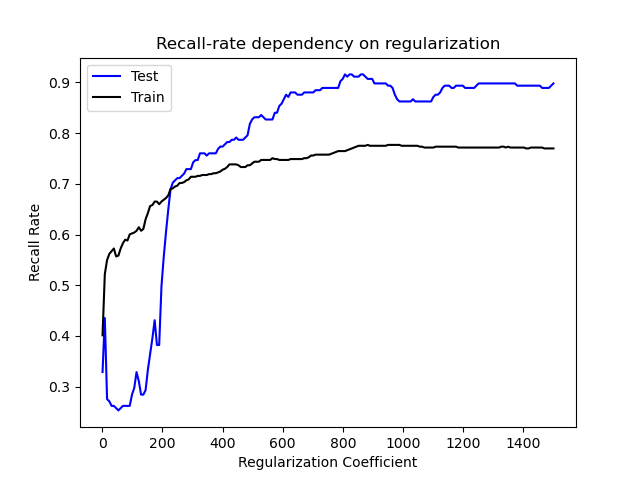 Recall-rate dependency on regularization
Test
Train
0.9
0.8
0.7
0.6
0.5
0.4
0.3
Recall Rate
0 200 400 600 800 1000 1200 1400
Regularization Coefficient